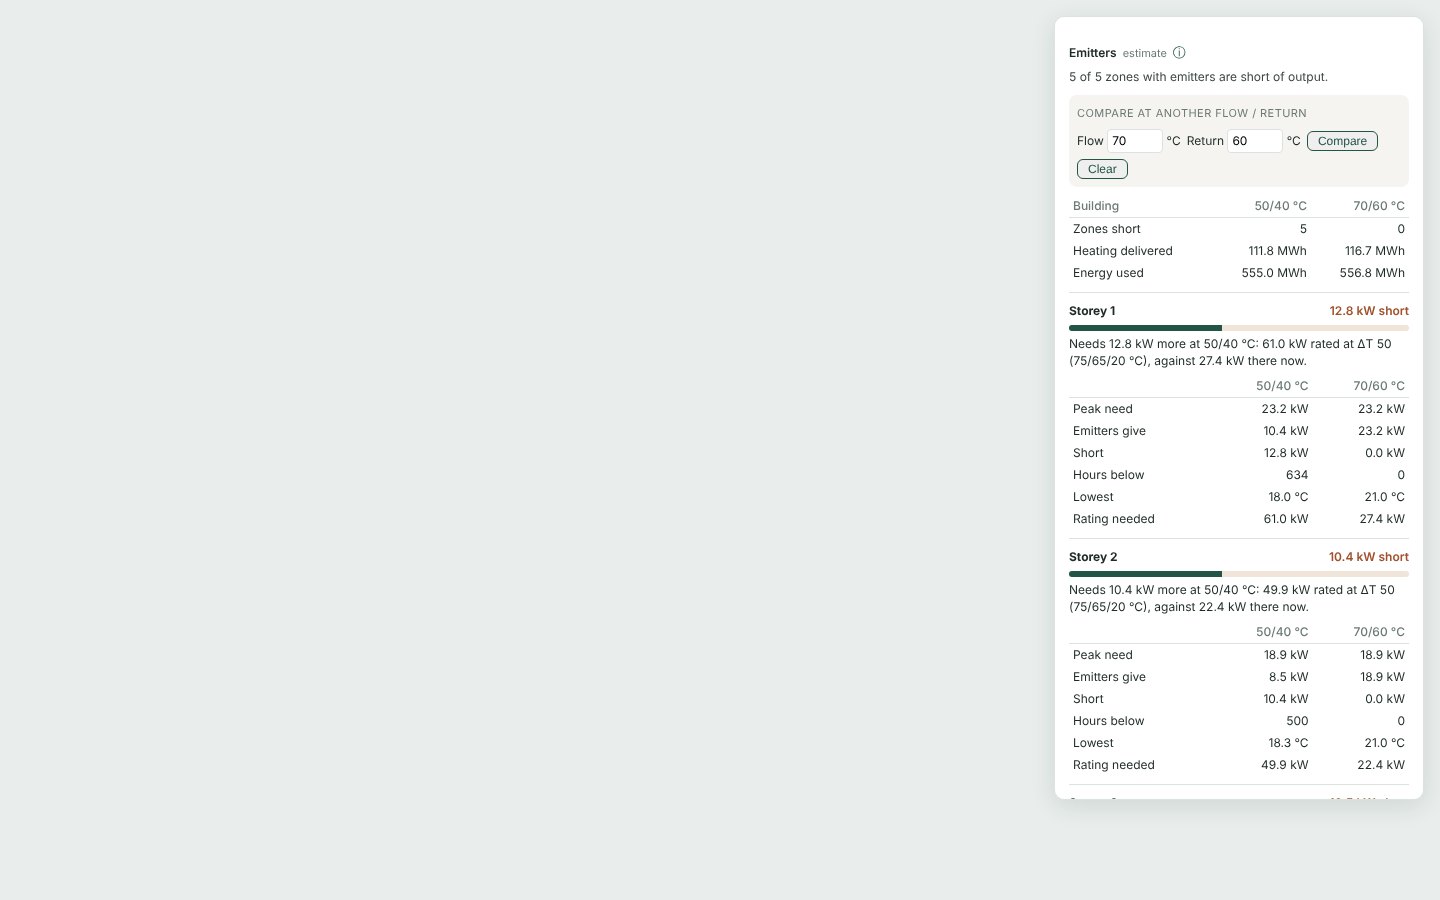 Emitters estimate ⓘ
5 of 5 zones with emitters are short of output.
COMPARE AT ANOTHER FLOW / RETURN
Flow 70 °C Return 60 °C Compare
Clear
Building 50/40 °C 70/60 °C
Zones short 5 0
Heating delivered 111.8 MWh 116.7 MWh
Energy used 555.0 MWh 556.8 MWh
Storey 1 12.8 kW short
Needs 12.8 kW more at 50/40 °C: 61.0 kW rated at ΔT 50
(75/65/20 °C), against 27.4 kW there now.
50/40 °C 70/60 °C
Peak need 23.2 kW 23.2 kW
Emitters give 10.4 kW 23.2 kW
Short 12.8 kW 0.0 kW
Hours below 634 0
Lowest 18.0 °C 21.0 °C
Rating needed 61.0 kW 27.4 kW
Storey 2 10.4 kW short
Needs 10.4 kW more at 50/40 °C: 49.9 kW rated at ΔT 50
(75/65/20 °C), against 22.4 kW there now.
50/40 °C 70/60 °C
Peak need 18.9 kW 18.9 kW
Emitters give 8.5 kW 18.9 kW
Short 10.4 kW 0.0 kW
Hours below 500 0
Lowest 18.3 °C 21.0 °C
Rating needed 49.9 kW 22.4 kW